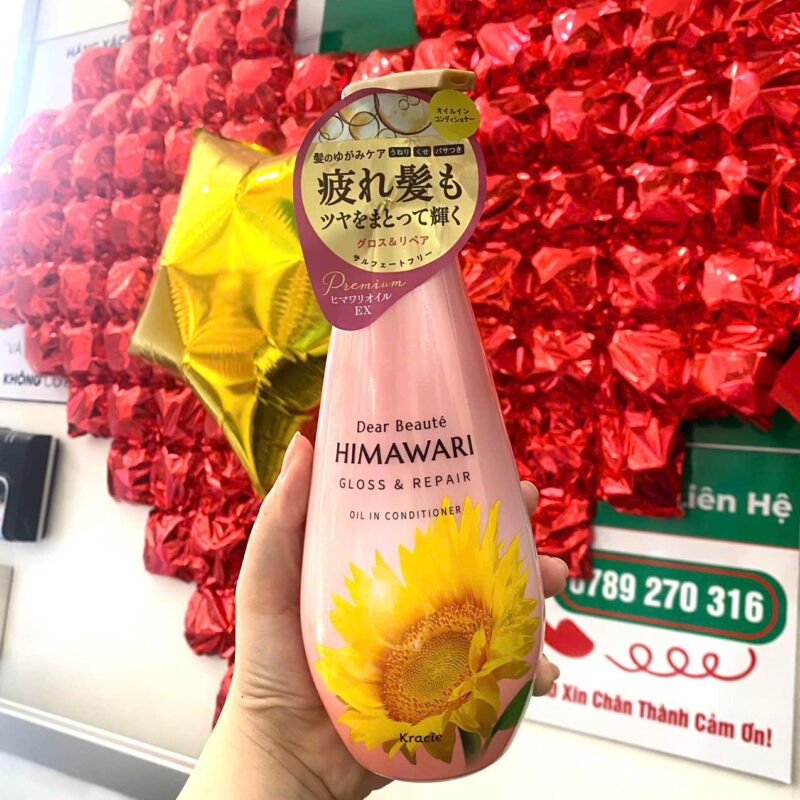 オイルイン
コンディショナー
髪のゆがみケア うねり くせ パサつき
疲れ髪も
ツヤをまとって輝く
グロス&リペア
サルフェートフリー
Premium
ヒマワリオイル
EX
Dear Beauté
HIMAWARI
GLOSS & REPAIR
OIL IN CONDITIONER
Kracie
HÀNG XÁCH
VÀ
KHÔNG
Liên Hệ
0789 270 316
Xin Chân Thành Cảm Ơn!